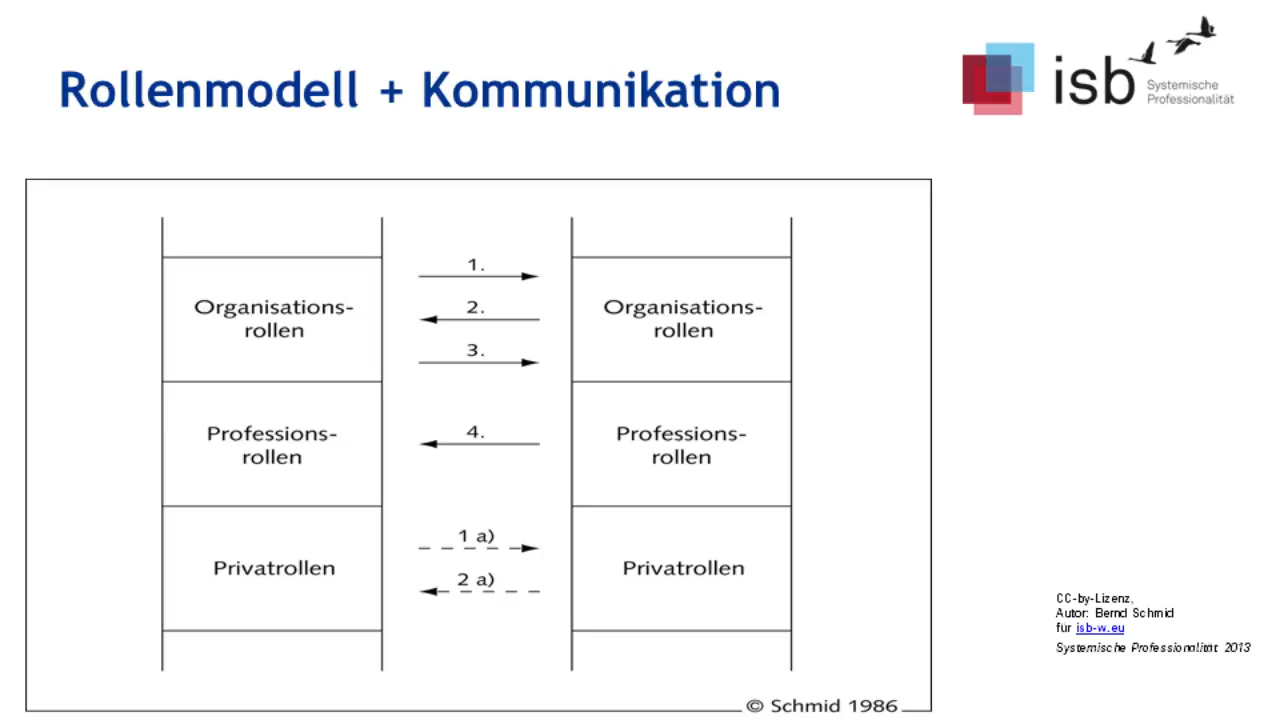 Rollenmodell + Kommunikation
isb
Systemische
Professionalität
1.
Organisations-
rollen
2.
Organisations-
rollen
3.
Professions-
rollen
4.
Professions-
rollen
1 a)
Privatrollen
2 a)
Privatrollen
CC-by-Lizenz,
Autor: Bernd Schmid
für isb-w.eu
Systemische Professionalität 2013
© Schmid 1986